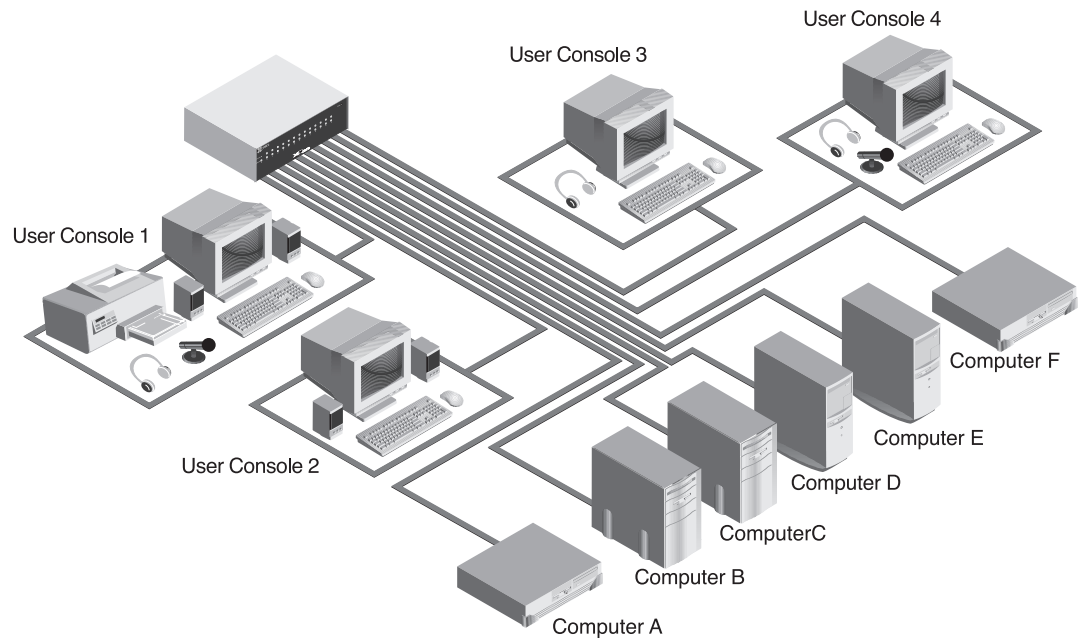 User Console 4
User Console 3
User Console 1
Computer F
Computer E
User Console 2
Computer D
ComputerC
Computer B
Computer A